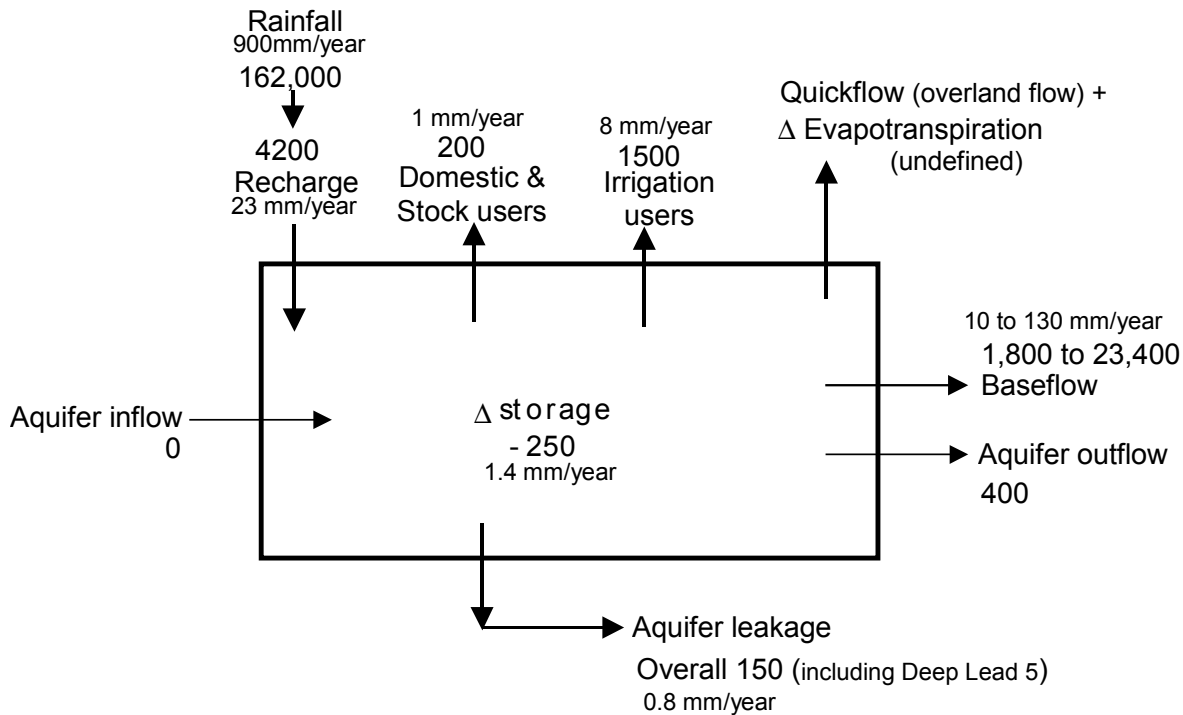 Rainfall
900mm/year
162,000
4200
Recharge
23 mm/year
1 mm/year
200
Domestic &
Stock users
8 mm/year
1500
Irrigation
users
Quickflow (overland flow) +
Δ Evapotranspiration
(undefined)
10 to 130 mm/year
1,800 to 23,400
Baseflow
Aquifer inflow
0
Δ storage
- 250
1.4 mm/year
Aquifer outflow
400
Aquifer leakage
Overall 150 (including Deep Lead 5)
0.8 mm/year